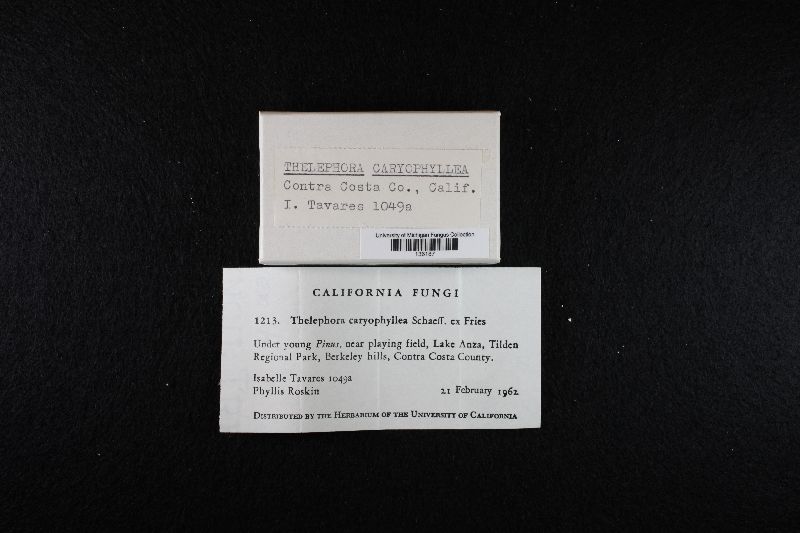 THELEPHORA CARYOPHYLLEA
Contra Costa Co., Calif.
I. Tavares 1049a
University of Michigan Fungus Collection
136187
CALIFORNIA FUNGI
1213. Thelephora caryophyllea Schaeff. ex Fries
Under young Pinus, near playing field, Lake Anza, Tilden
Regional Park, Berkeley hills, Contra Costa County.
Isabelle Tavares 1049a
Phyllis Roskin 21 February 1962
DISTRIBUTED BY THE HERBARIUM OF THE UNIVERSITY OF CALIFORNIA